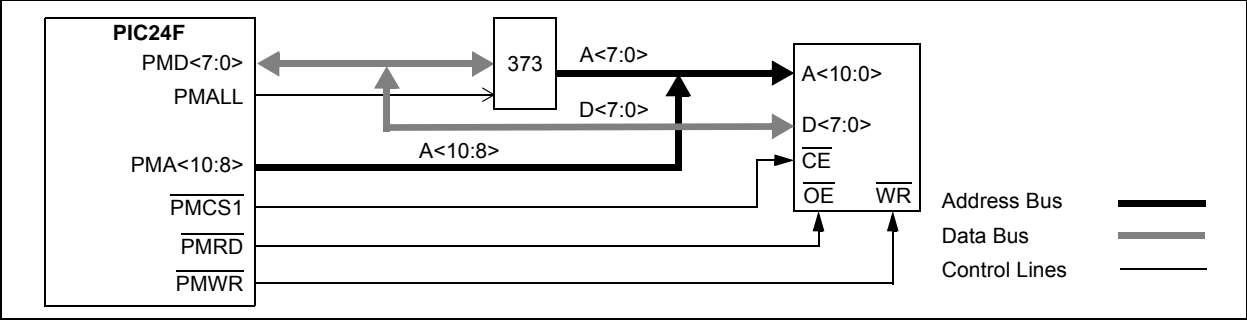 PIC24F
PMD<7:0>
PMALL
PMA<10:8>
PMCS1
PMRD
PMWR
373
A<7:0>
D<7:0>
A<10:8>
A<10:0>
D<7:0>
CE
OE WR
Address Bus
Data Bus
Control Lines